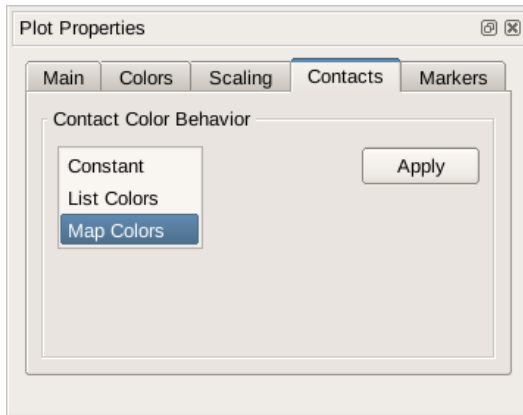 Plot Properties
Main Colors Scaling Contacts Markers
Contact Color Behavior
Constant
Apply
List Colors
Map Colors